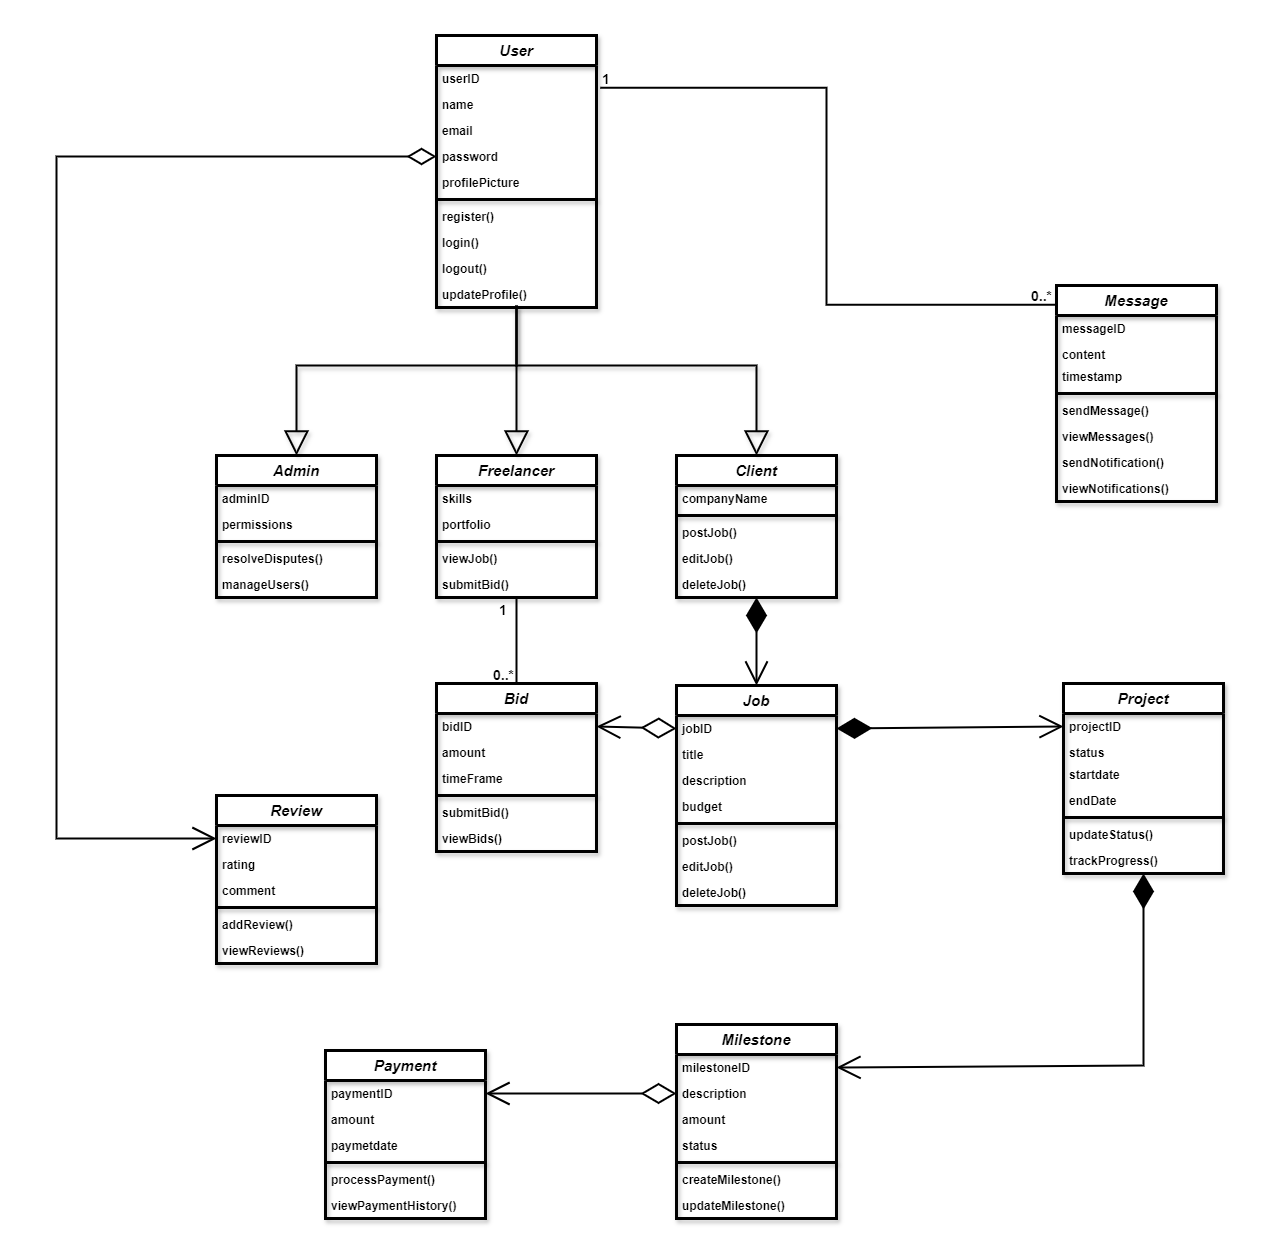 User
userID
name
email
password
profilePicture
register()
login()
logout()
updateProfile()
1
0..*
Message
messageID
content
timestamp
sendMessage()
viewMessages()
sendNotification()
viewNotifications()
Admin
adminID
permissions
resolveDisputes()
manageUsers()
Freelancer
skills
portfolio
viewJob()
submitBid()
Client
companyName
postJob()
editJob()
deleteJob()
1
0..*
Bid
bidID
amount
timeFrame
submitBid()
viewBids()
Job
jobID
title
description
budget
postJob()
editJob()
deleteJob()
Project
projectID
status
startdate
endDate
updateStatus()
trackProgress()
Review
reviewID
rating
comment
addReview()
viewReviews()
Payment
paymentID
amount
paymetdate
processPayment()
viewPaymentHistory()
Milestone
milestoneID
description
amount
status
createMilestone()
updateMilestone()